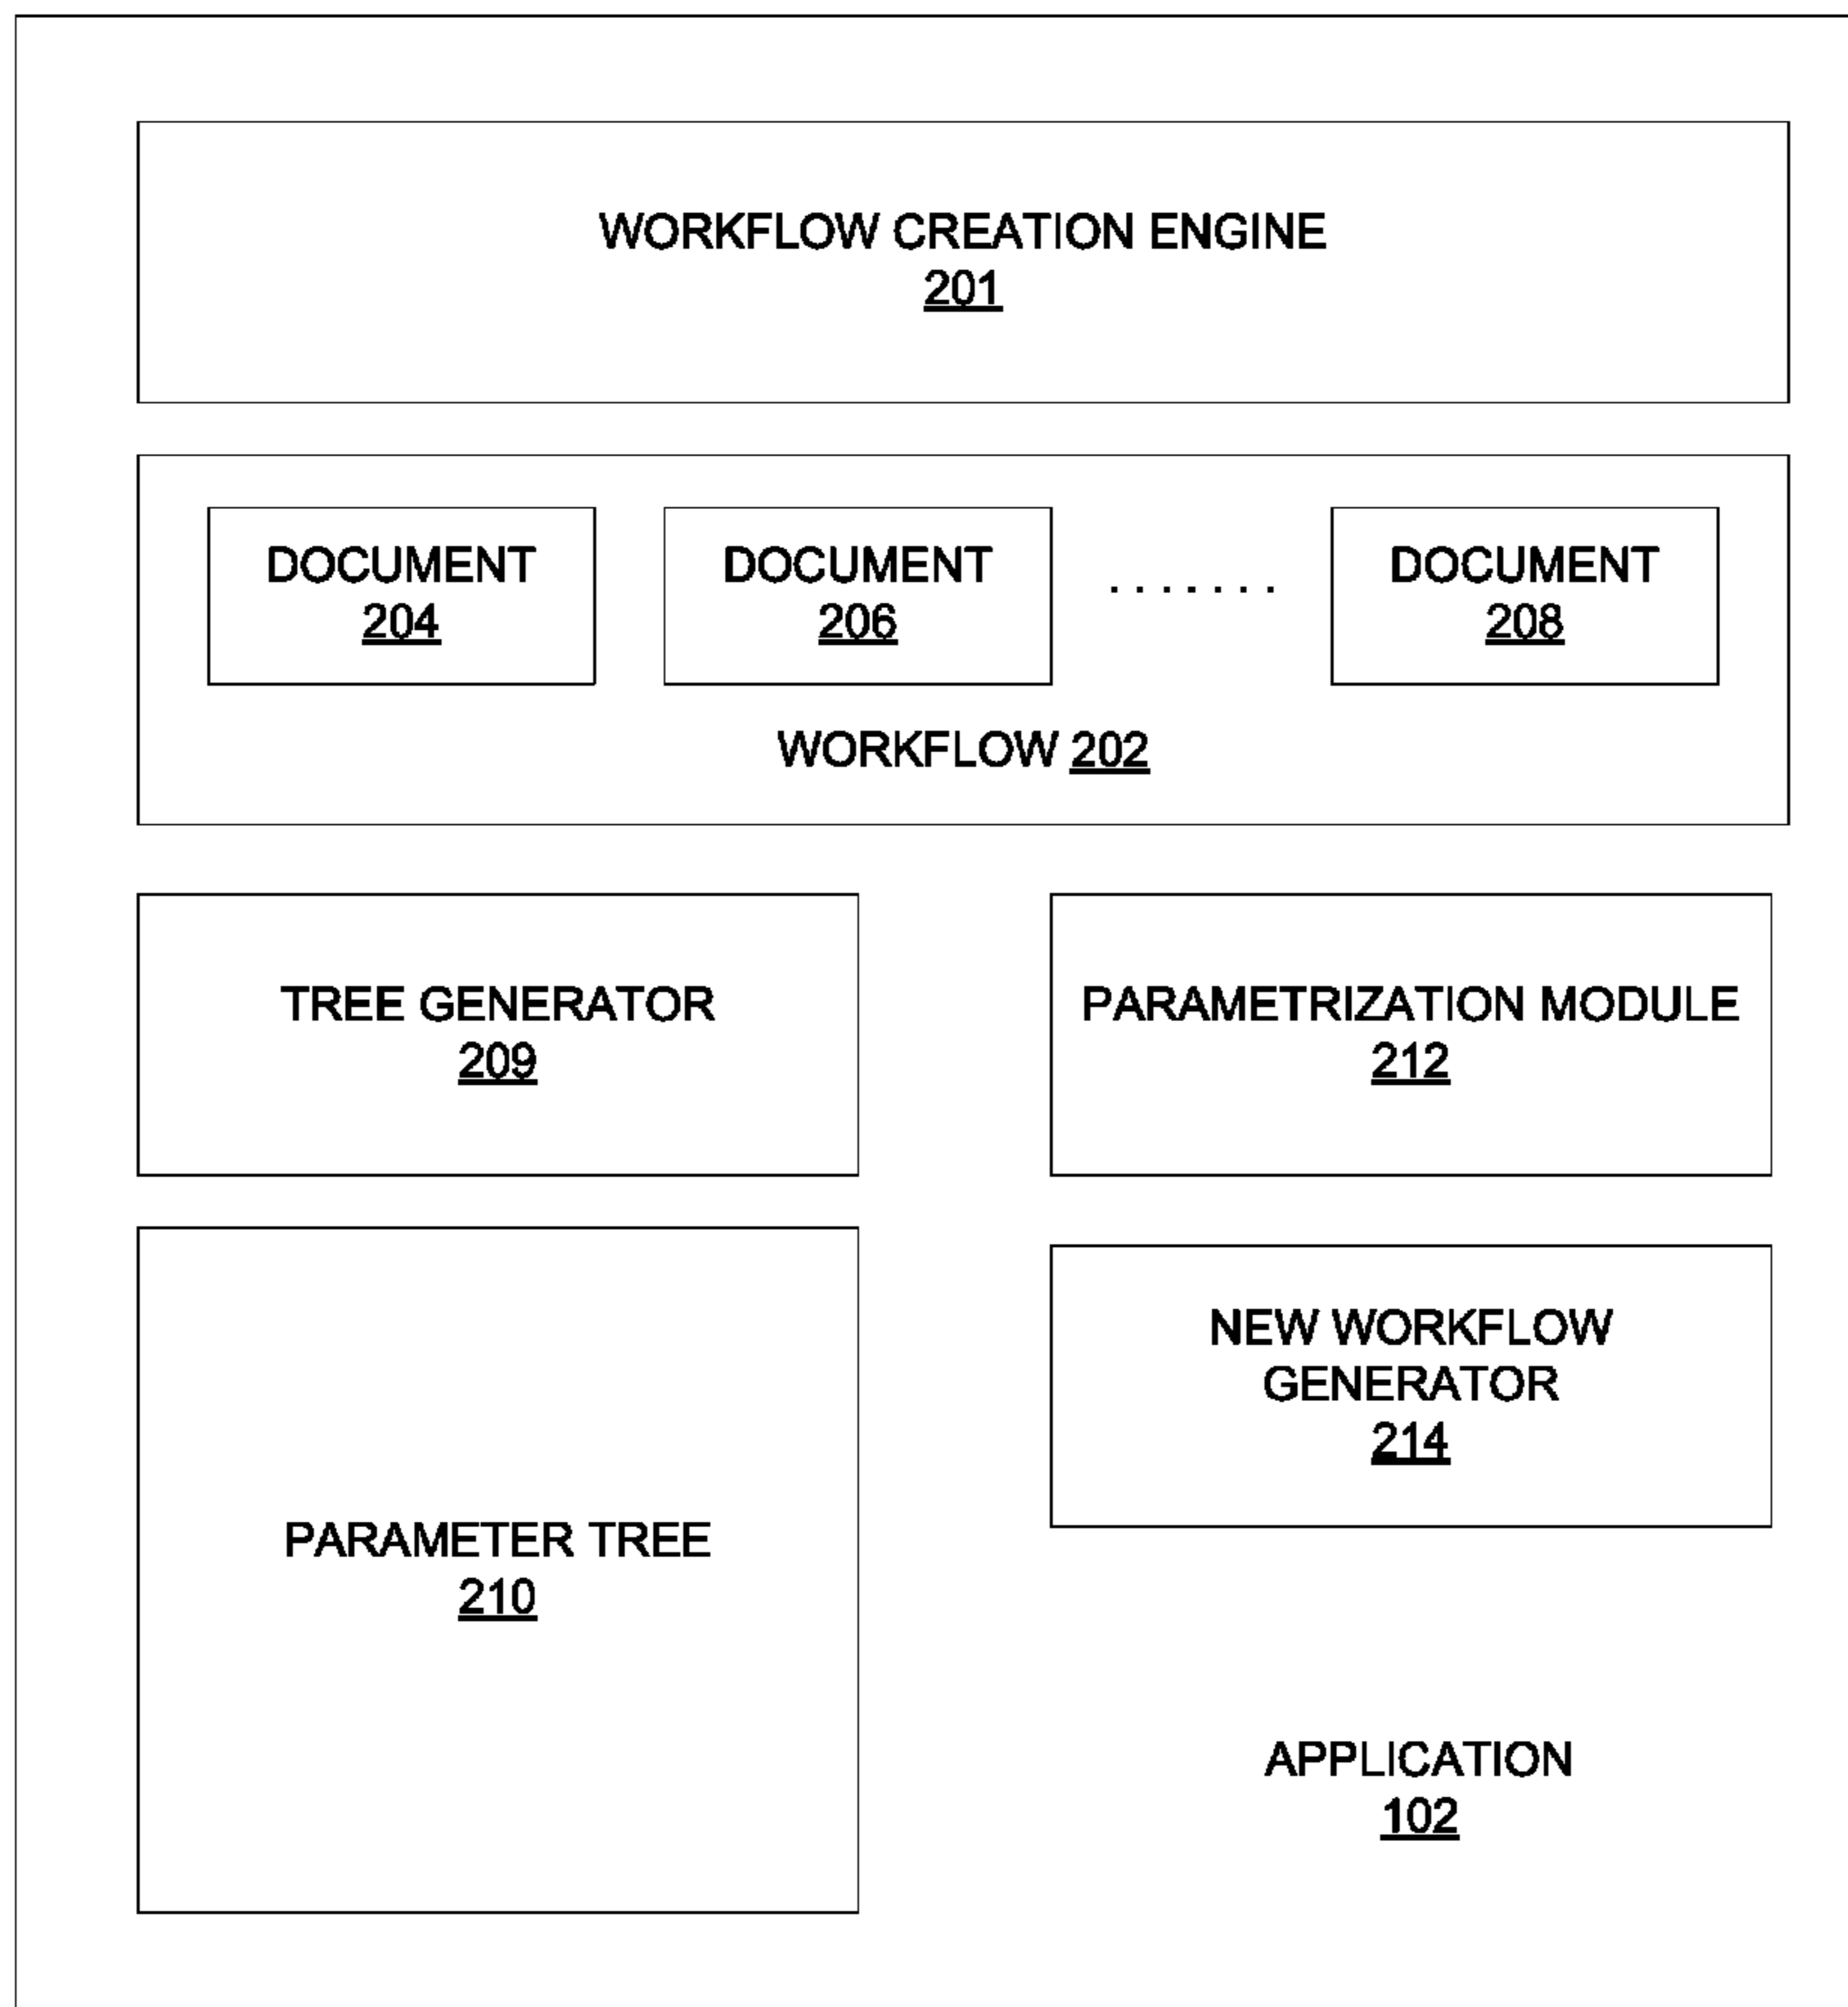 WORKFLOW CREATION ENGINE
201
DOCUMENT
204
DOCUMENT
206
. . . . . . .
DOCUMENT
208
WORKFLOW 202
TREE GENERATOR
209
PARAMETRIZATION MODULE
212
PARAMETER TREE
210
NEW WORKFLOW
GENERATOR
214
APPLICATION
102